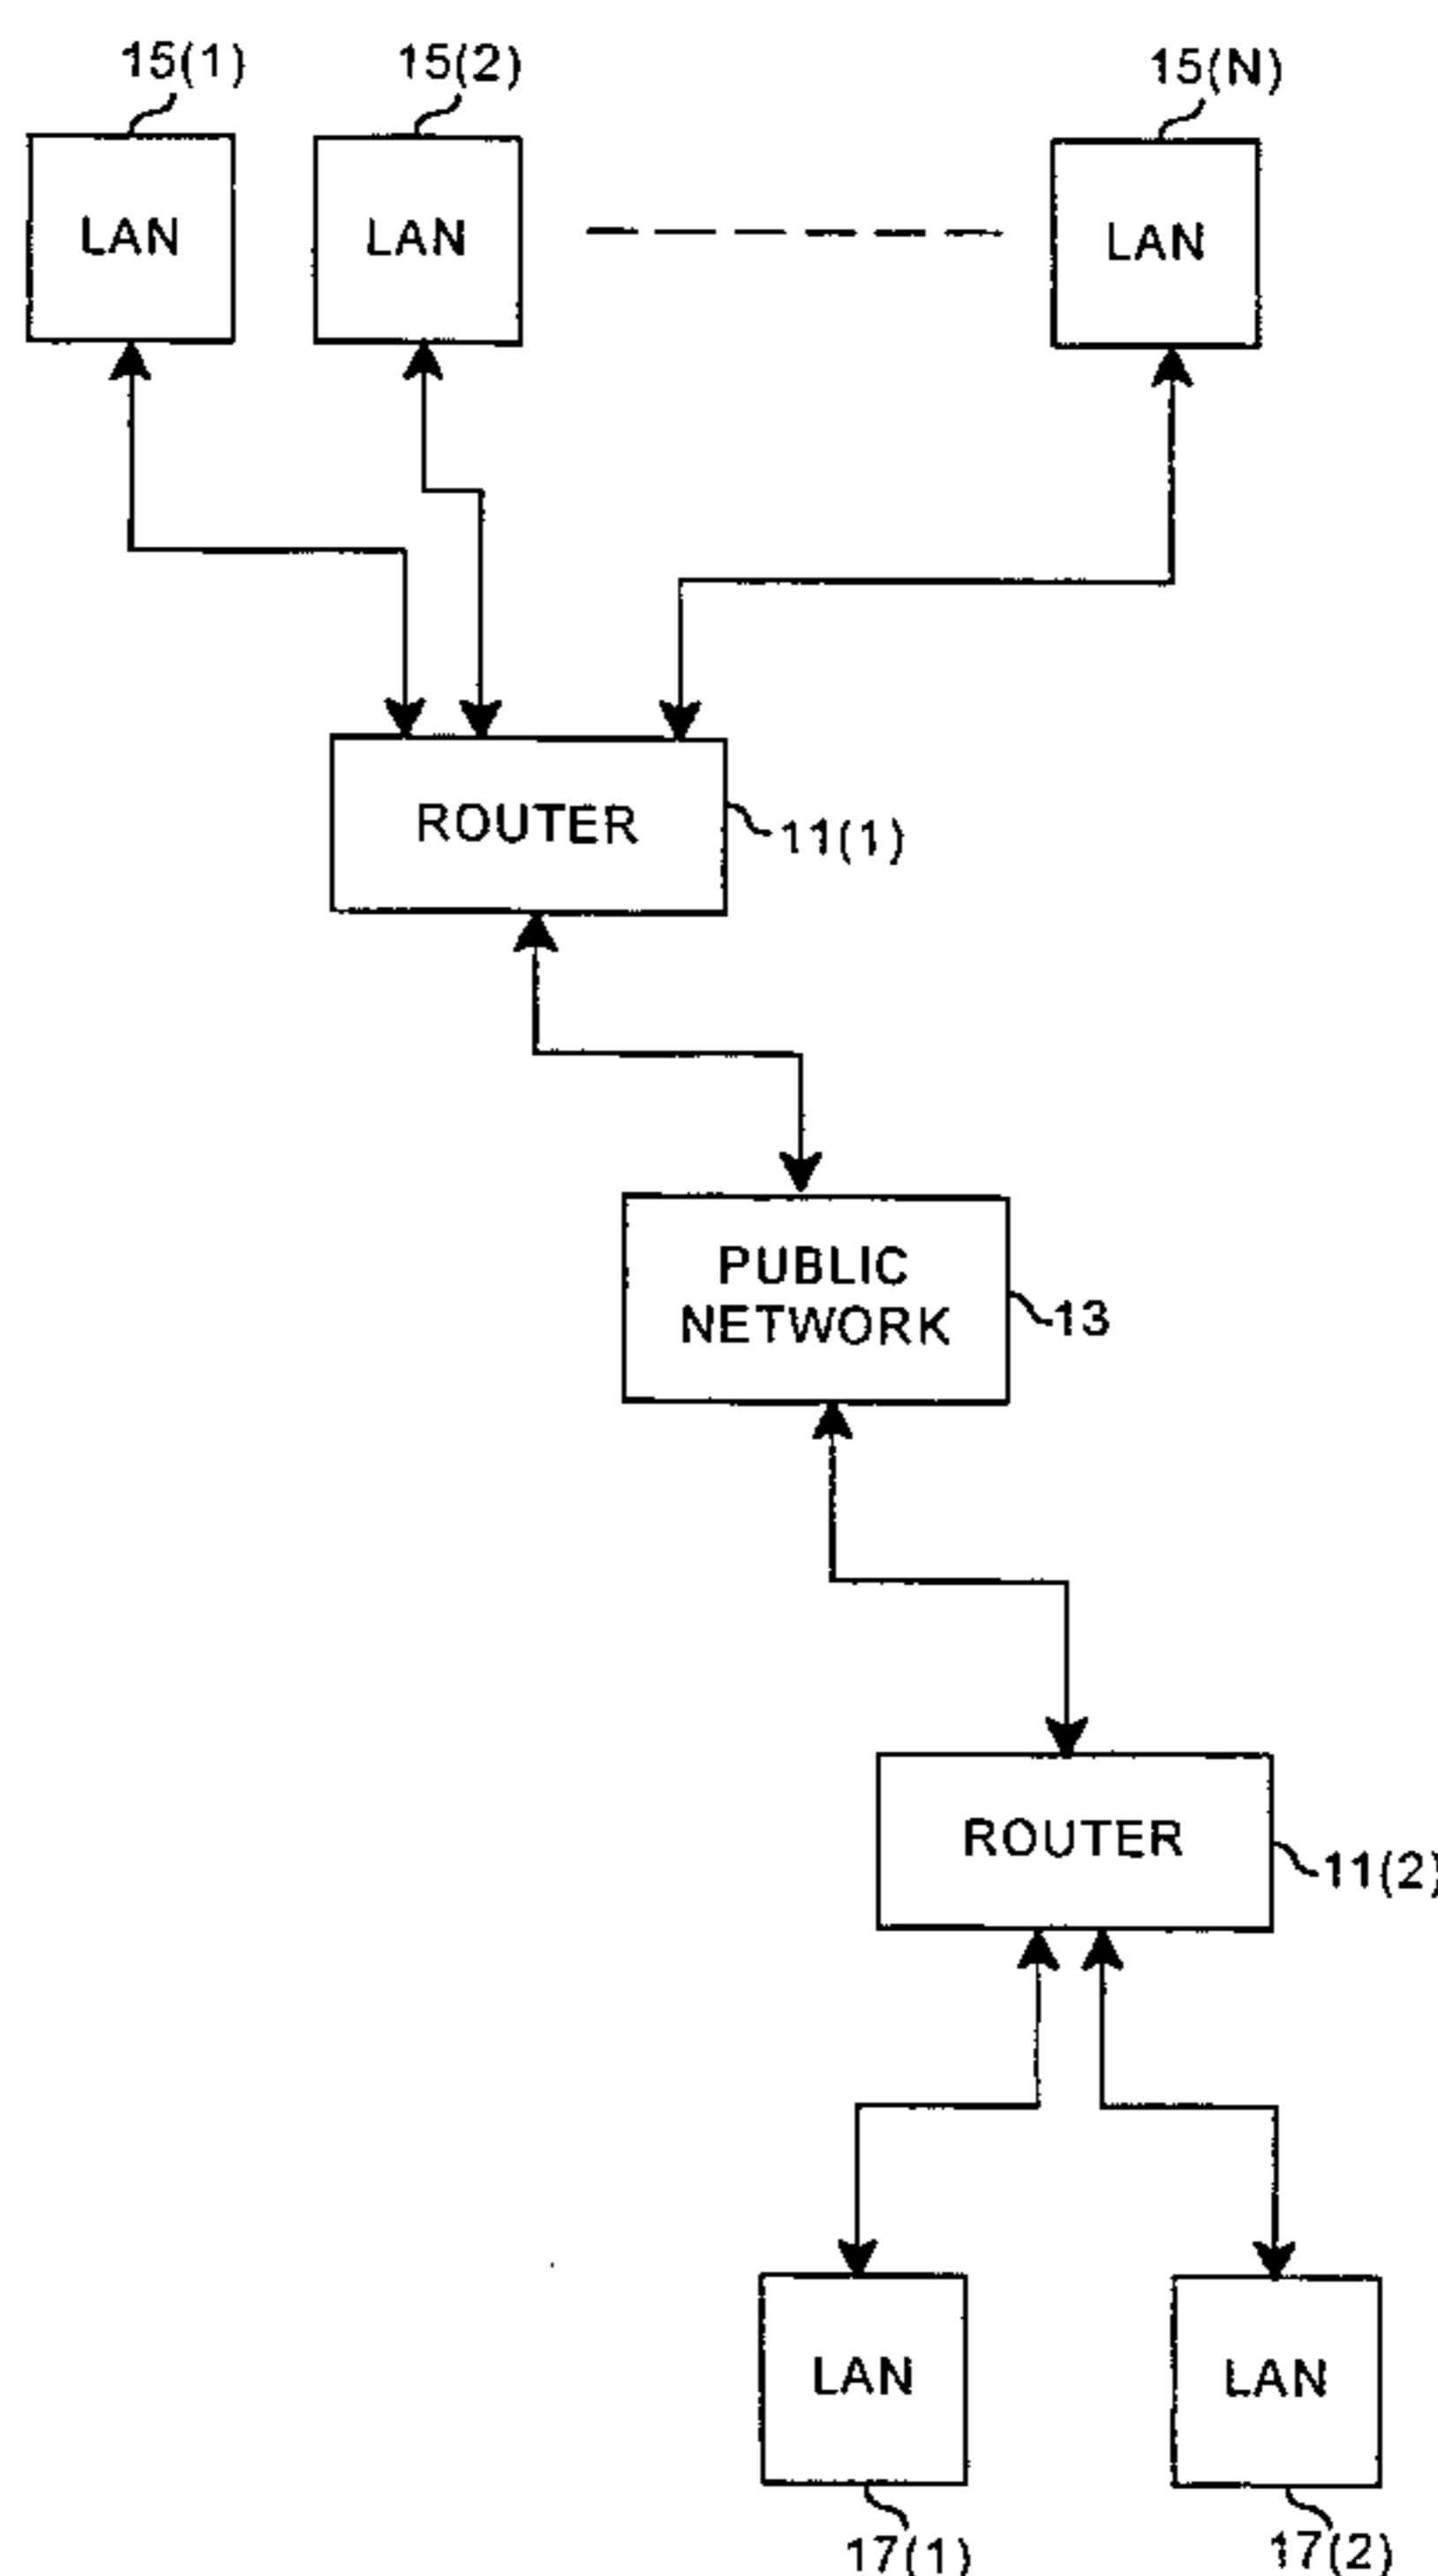 15(1)
15(2)
15(N)
LAN
LAN
LAN
ROUTER
11(1)
PUBLIC
NETWORK
13
ROUTER
11(2)
LAN
LAN
17(1)
17(2)